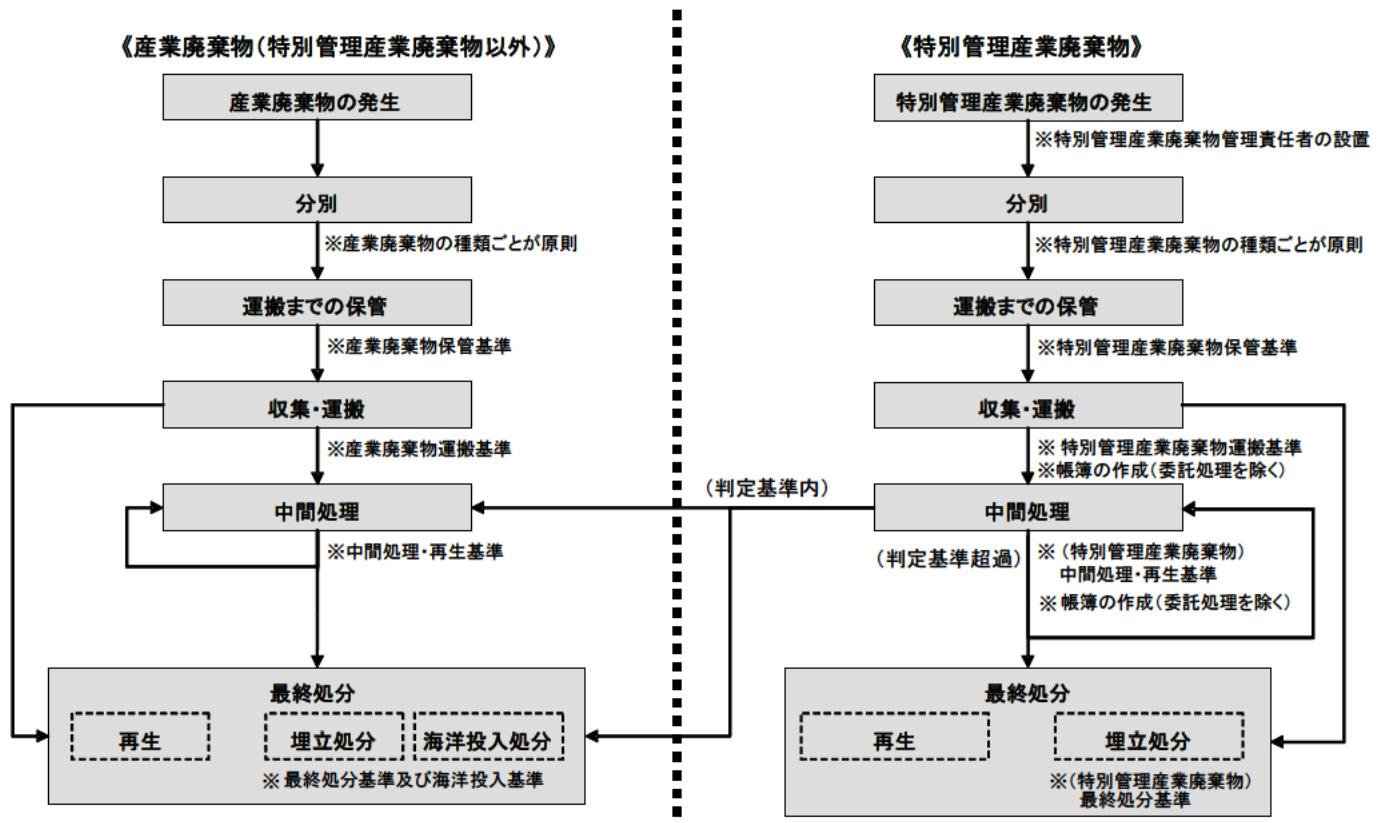 《産業廃棄物(特別管理産業廃棄物以外)》
産業廃棄物の発生
分別
※産業廃棄物の種類ごとが原則
運搬までの保管
※産業廃棄物保管基準
収集・運搬
※産業廃棄物運搬基準
中間処理
※中間処理・再生基準
最終処分
再生
埋立処分
海洋投入処分
※最終処分基準及び海洋投入基準
《特別管理産業廃棄物》
特別管理産業廃棄物の発生
※特別管理産業廃棄物管理責任者の設置
分別
※特別管理産業廃棄物の種類ごとが原則
運搬までの保管
※特別管理産業廃棄物保管基準
収集・運搬
※ 特別管理産業廃棄物運搬基準
※帳簿の作成(委託処理を除く)
(判定基準内)
中間処理
(判定基準超過)
※(特別管理産業廃棄物)
中間処理・再生基準
※ 帳簿の作成(委託処理を除く)
最終処分
再生
埋立処分
※(特別管理産業廃棄物)
最終処分基準